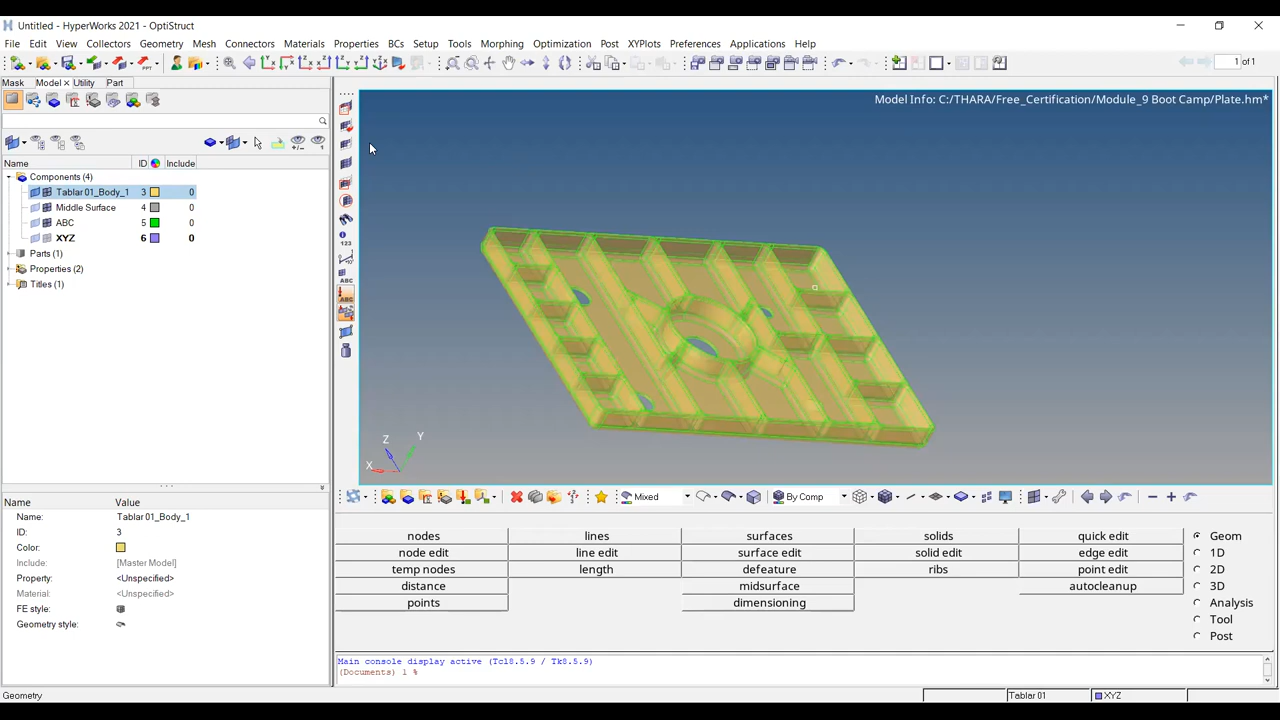 Untitled - HyperWorks 2021 - OptiStruct
File Edit View Collectors Geometry Mesh Connectors Materials Properties BCs Setup Tools Morphing Optimization Post XYPlots Preferences Applications Help
1 of 1
Mask Model Utility Part
Model Info: C:/THARA/Free_Certification/Module_9 Boot Camp/Plate.hm*
Name ID Include
Components (4)
Tablar 01_Body_1 3 0
Middle Surface 4 0
ABC 5 0
XYZ 6 0
Parts (1)
Properties (2)
Titles (1)
123
ABC
ABC
Z Y
X
Name Value
Mixed By Comp
Name: Tablar 01_Body_1
ID: 3
Color:
Include: [Master Model]
Property: <Unspecified>
Material: <Unspecified>
FE style:
Geometry style:
nodes lines surfaces solids quick edit Geom
node edit line edit surface edit solid edit edge edit 1D
temp nodes length defeature ribs point edit 2D
distance midsurface autocleanup 3D
points dimensioning Analysis
Tool
Post
Main console display active (Tcl8.5.9 / Tk8.5.9)
(Documents) 1 %
Geometry Tablar 01 XYZ